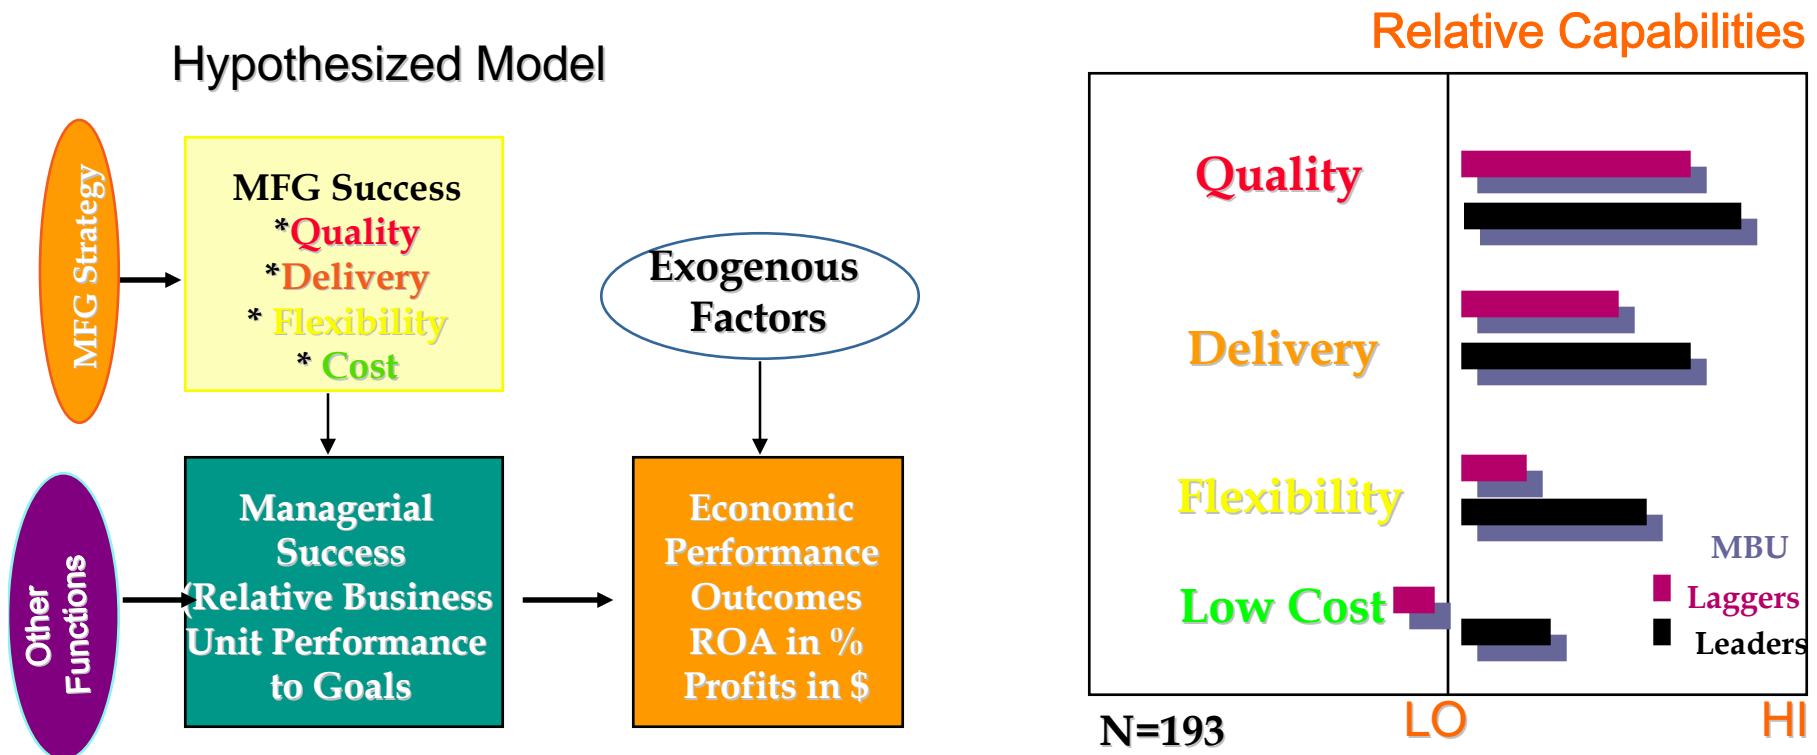 Hypothesized Model
MFG Strategy
MFG Success
*Quality
*Delivery
* Flexibility
* Cost
Exogenous
Factors
Other
Functions
Managerial
Success
(Relative Business
Unit Performance
to Goals
Economic
Performance
Outcomes
ROA in %
Profits in $
Relative Capabilities
Quality
Delivery
Flexibility
Low Cost
MBU
Laggers
Leaders
N=193
LO
HI